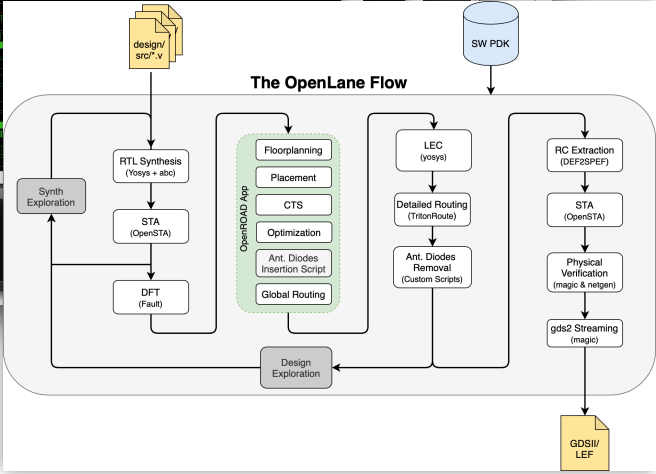 design/
src/*.v
SW PDK
The OpenLane Flow
RTL Synthesis
(Yosys + abc)
Synth
Exploration
STA
(OpenSTA)
DFT
(Fault)
OpenROAD App
Floorplanning
Placement
CTS
Optimization
Ant. Diodes
Insertion Script
Global Routing
LEC
(yosys)
Detailed Routing
(TritonRoute)
Ant. Diodes
Removal
(Custom Scripts)
Design
Exploration
RC Extraction
(DEF2SPEF)
STA
(OpenSTA)
Physical
Verification
(magic & netgen)
gds2 Streaming
(magic)
GDSII/
LEF